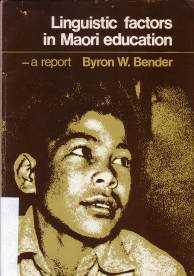 Linguistic factors
in Maori education
– a report Byron W. Bender